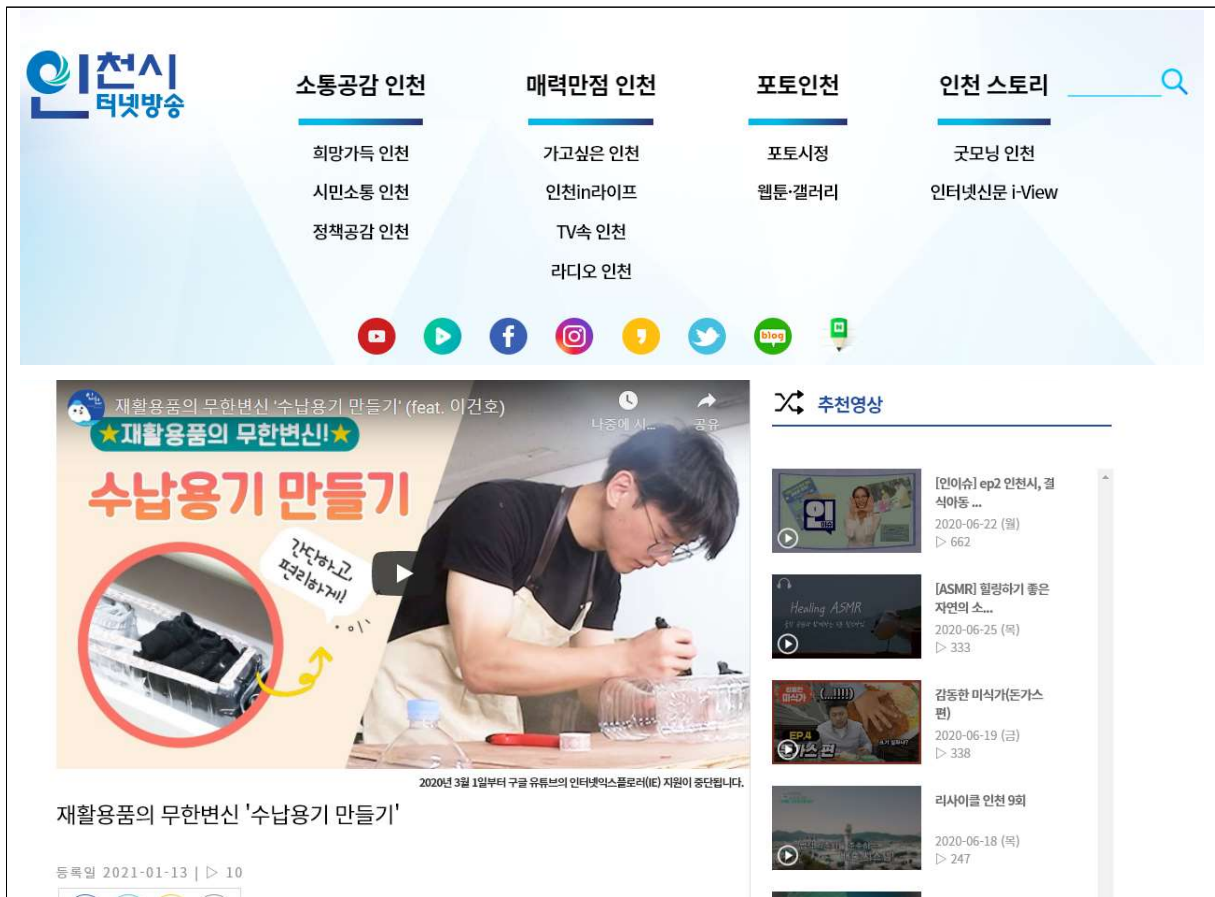 인천시
인터넷방송
소통공감 인천
매력만점 인천
포토인천
인천 스토리
희망가득 인천
가고싶은 인천
포토시정
굿모닝 인천
시민소통 인천
인천in라이프
웹툰·갤러리
인터넷신문 i-View
정책공감 인천
TV속 인천
라디오 인천
blog
N
재활용품의 무한변신 '수납용기 만들기' (feat. 이건호)
나중에 시...
공유
★재활용품의 무한변신!★
수납용기 만들기
간단하고,
편리하게!
2020년 3월 1일부터 구글 유튜브의 인터넷익스플로러(IE) 지원이 중단됩니다.
재활용품의 무한변신 '수납용기 만들기'
등록일 2021-01-13 | ▷ 10
추천영상
[인이슈] ep2 인천시, 결
식아동 ...
2020-06-22 (월)
▷ 662
Healing ASMR
[ASMR] 힐링하기 좋은
자연의 소...
2020-06-25 (목)
▷ 333
(....!!!!)
EP.4
감동한 미식가(돈가스
편)
2020-06-19 (금)
▷ 338
리사이클 인천 9회
2020-06-18 (목)
▷ 247